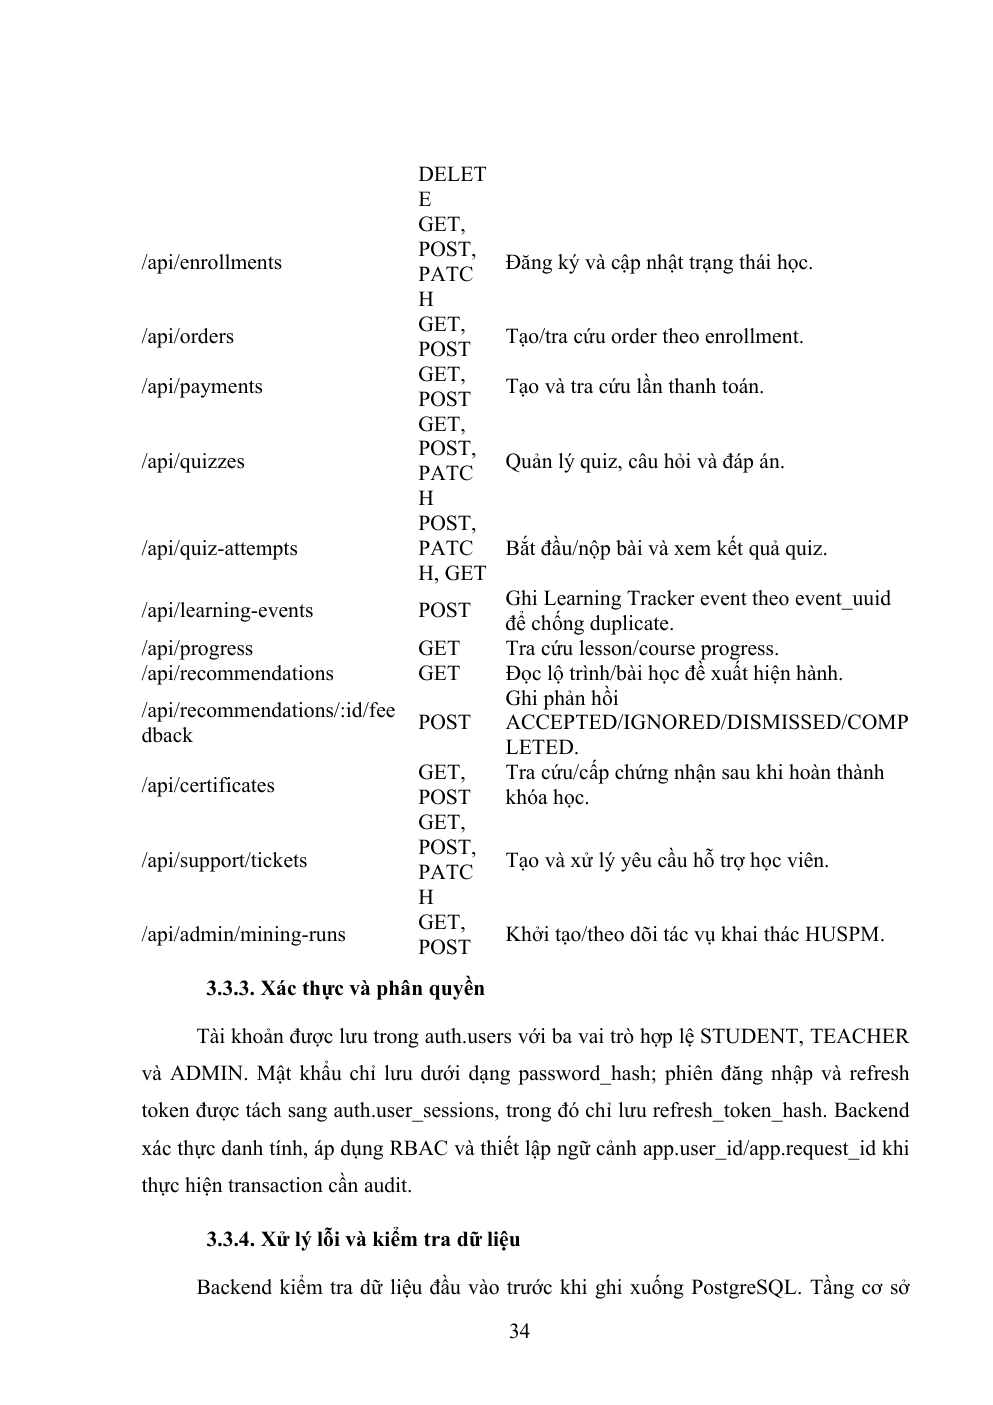 DELET
E
/api/enrollments
GET,
POST,
PATC
H
Đăng ký và cập nhật trạng thái học.
/api/orders
GET,
POST
Tạo/tra cứu order theo enrollment.
/api/payments
GET,
POST
Tạo và tra cứu lần thanh toán.
/api/quizzes
GET,
POST,
PATC
H
Quản lý quiz, câu hỏi và đáp án.
/api/quiz-attempts
POST,
PATC
H, GET
Bắt đầu/nộp bài và xem kết quả quiz.
/api/learning-events
POST
Ghi Learning Tracker event theo event_uuid
để chống duplicate.
/api/progress
GET
Tra cứu lesson/course progress.
/api/recommendations
GET
Đọc lộ trình/bài học đề xuất hiện hành.
/api/recommendations/:id/fee
dback
POST
Ghi phản hồi
ACCEPTED/IGNORED/DISMISSED/COMP
LETED.
/api/certificates
GET,
POST
Tra cứu/cấp chứng nhận sau khi hoàn thành
khóa học.
/api/support/tickets
GET,
POST,
PATC
H
Tạo và xử lý yêu cầu hỗ trợ học viên.
/api/admin/mining-runs
GET,
POST
Khởi tạo/theo dõi tác vụ khai thác HUSPM.
3.3.3. Xác thực và phân quyền
Tài khoản được lưu trong auth.users với ba vai trò hợp lệ STUDENT, TEACHER
và ADMIN. Mật khẩu chỉ lưu dưới dạng password_hash; phiên đăng nhập và refresh
token được tách sang auth.user_sessions, trong đó chỉ lưu refresh_token_hash. Backend
xác thực danh tính, áp dụng RBAC và thiết lập ngữ cảnh app.user_id/app.request_id khi
thực hiện transaction cần audit.
3.3.4. Xử lý lỗi và kiểm tra dữ liệu
Backend kiểm tra dữ liệu đầu vào trước khi ghi xuống PostgreSQL. Tầng cơ sở
34